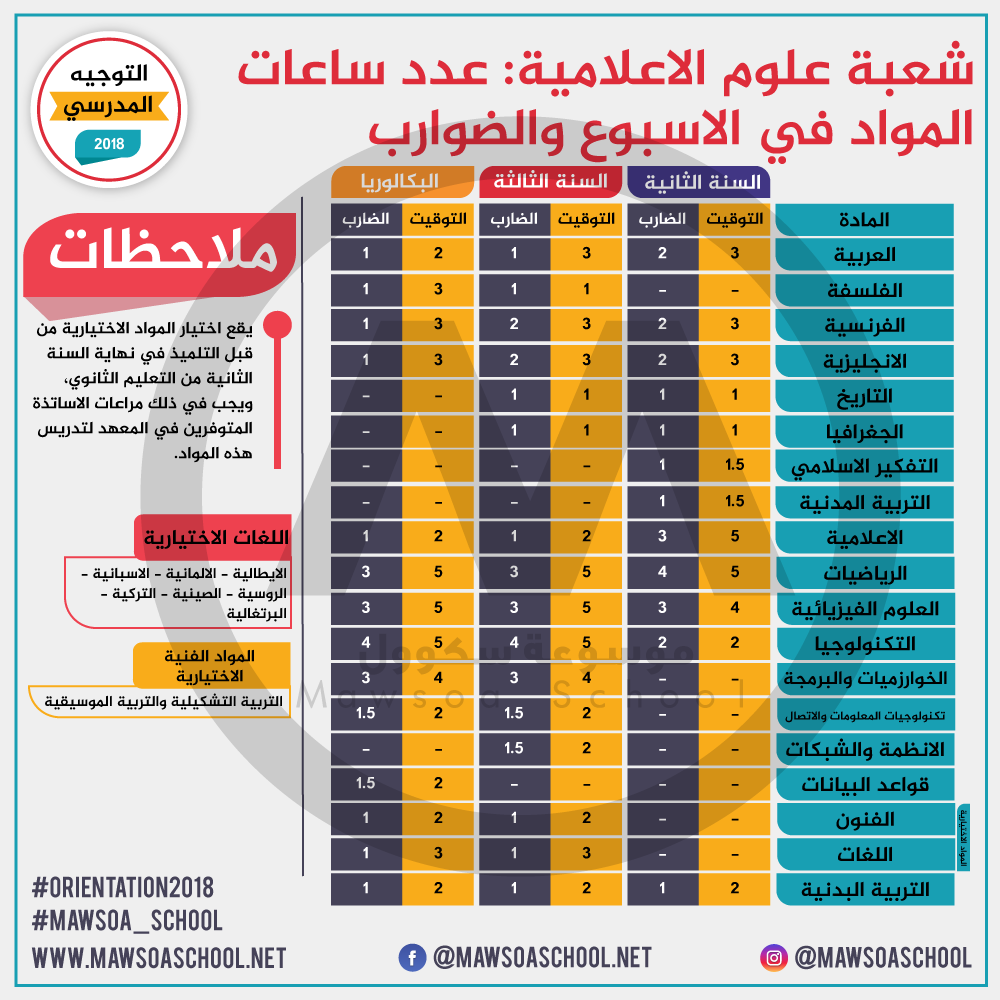 شعبة علوم الاعلامية: عدد ساعات
المواد في الاسبوع والضوارب
التوجيه
المدرسي
2018
السنة الثانية السنة الثالثة البكالوريا
المادة التوقيت الضارب التوقيت الضارب التوقيت الضارب
العربية 3 2 3 1 2 1
الفلسفة - - 1 1 3 1
الفرنسية 3 2 3 2 3 1
الانجليزية 3 2 3 2 3 1
التاريخ 1 1 1 1 - -
الجغرافيا 1 1 1 1 - -
التفكير الاسلامي 1.5 1 - - - -
التربية المدنية 1.5 1 - - - -
الاعلامية 5 3 2 1 2 1
الرياضيات 5 4 5 3 5 3
العلوم الفيزيائية 4 3 5 3 5 3
التكنولوجيا 2 2 5 4 5 4
الخوارزميات والبرمجة - - 4 3 4 3
تكنولوجيات المعلومات والاتصال - - 2 1.5 2 1.5
الانظمة والشبكات - - 2 1.5 - -
قواعد البيانات - - - - 2 1.5
الفنون - - 2 1 2 1
اللغات - - 3 1 3 1
المواد الاختيارية
التربية البدنية 2 1 2 1 2 1
ملاحظات
يقع اختيار المواد الاختيارية من
قبل التلميذ في نهاية السنة
الثانية من التعليم الثانوي،
ويجب في ذلك مراعات الاساتذة
المتوفرين في المعهد لتدريس
هذه المواد.
اللغات الاختيارية
الايطالية - الالمانية - الاسبانية -
الروسية - الصينية - التركية -
البرتغالية
المواد الفنية
الاختيارية
التربية التشكيلية والتربية الموسيقية
موسوعة سكوول
Mawsoa School
#ORIENTATION2018
#MAWSOA_SCHOOL
WWW.MAWSOASCHOOL.NET
@MAWSOASCHOOL.NET
@MAWSOASCHOOL